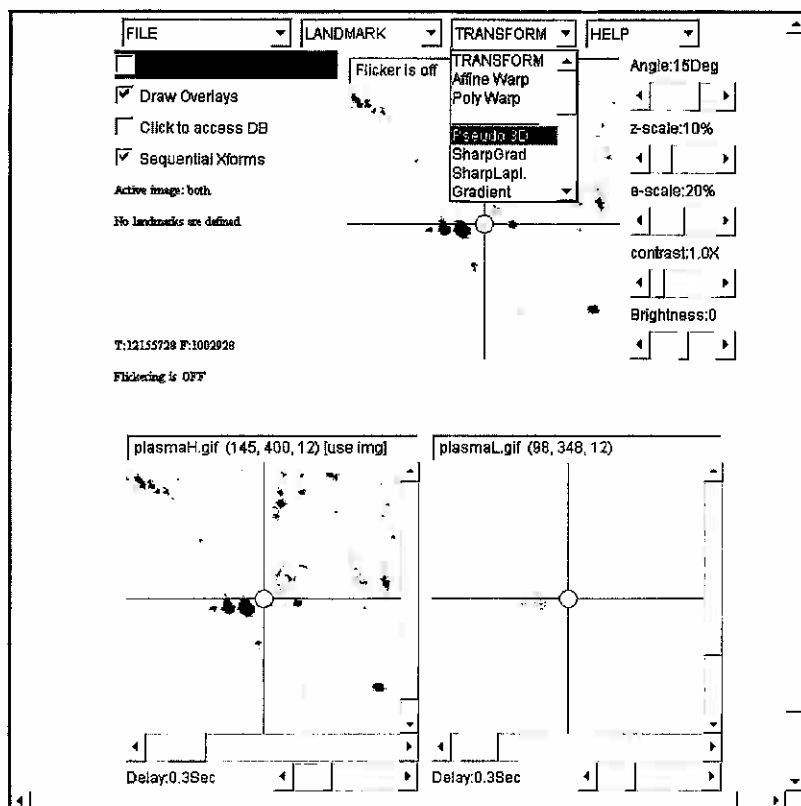 FILE
LANDMARK
TRANSFORM
HELP
Flicker is off
TRANSFORM
Affine Warp
Poly Warp
Pseudo 3D
SharpGrad
SharpLapl.
Gradient
Draw Overlays
Click to access DB
Sequential Xforms
Active image: both
No landmarks are defined
Angle:15Deg
z-scale:10%
e-scale:20%
contrast:1.0X
Brightness:0
T:12155728 F:1002928
Flickering is OFF
plasmaH.gif (145, 400, 12) [use img]
plasmaL.gif (98, 348, 12)
Delay:0.3Sec
Delay:0.3Sec